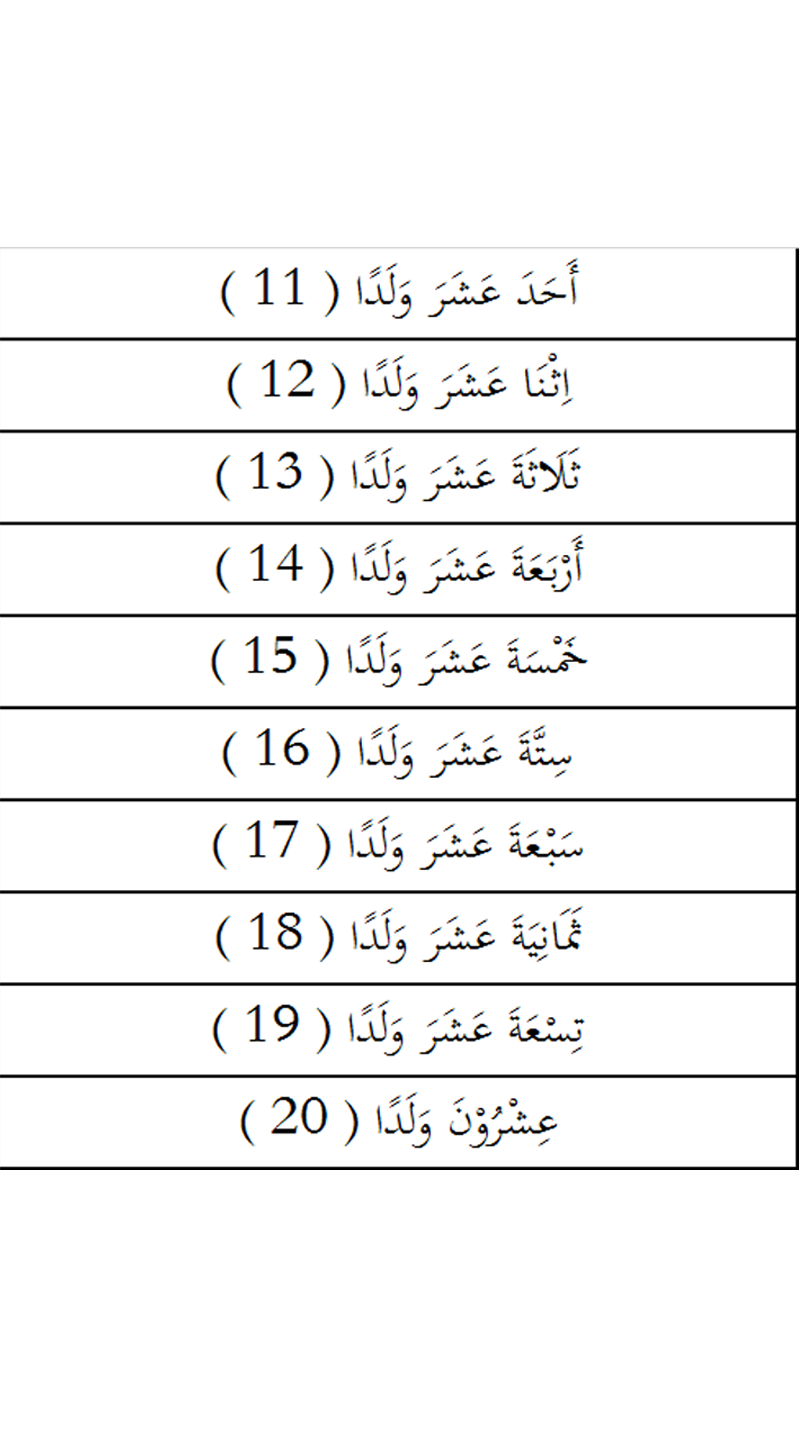 أَحَدَ عَشَرَ وَلَدًا ( 11 )
اِثْنَا عَشَرَ وَلَدًا ( 12 )
ثَلَاثَةَ عَشَرَ وَلَدًا ( 13 )
أَرْبَعَةَ عَشَرَ وَلَدًا ( 14 )
خَمْسَةَ عَشَرَ وَلَدًا ( 15 )
سِتَّةَ عَشَرَ وَلَدًا ( 16 )
سَبْعَةَ عَشَرَ وَلَدًا ( 17 )
ثَمَانِيَةَ عَشَرَ وَلَدًا ( 18 )
تِسْعَةَ عَشَرَ وَلَدًا ( 19 )
عِشْرُوْنَ وَلَدًا ( 20 )